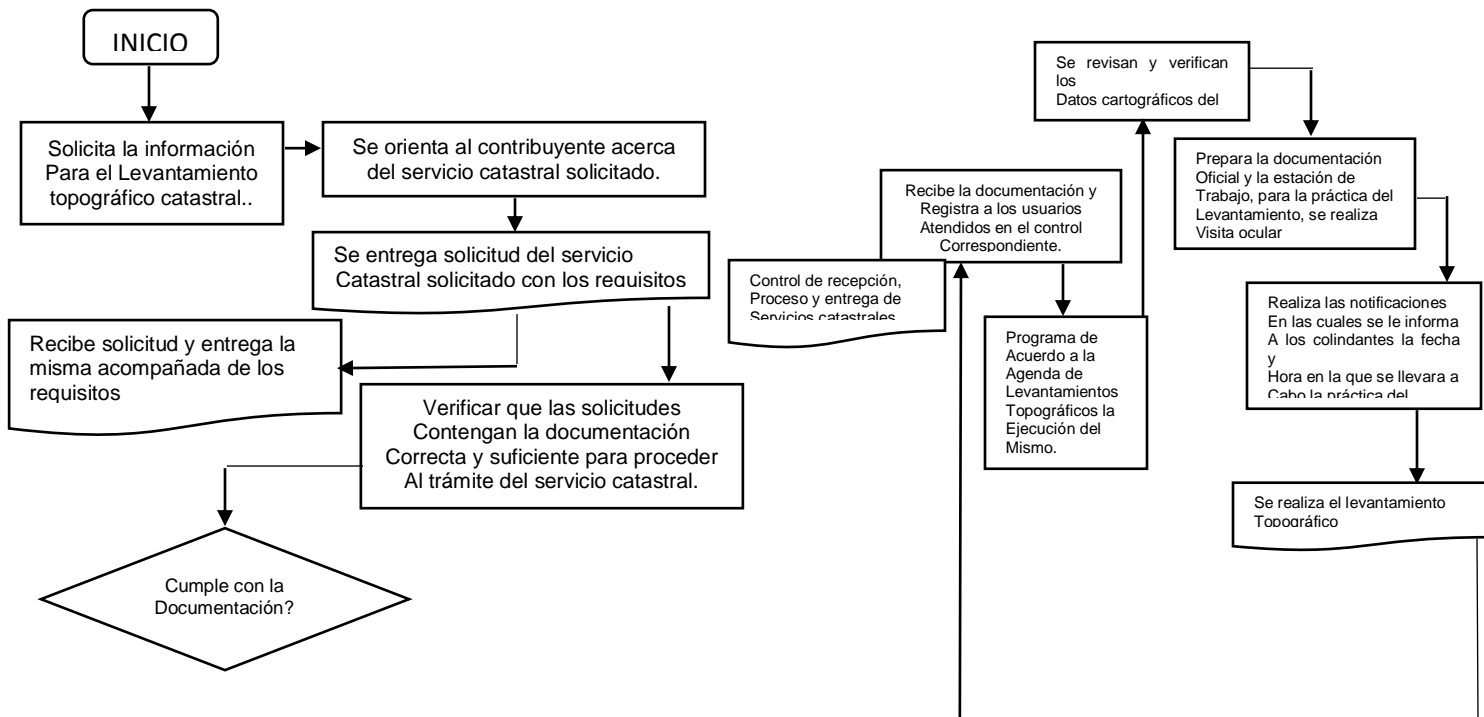 INICIO
Solicita la información
Para el Levantamiento
topográfico catastral..
Se orienta al contribuyente acerca
del servicio catastral solicitado.
Se entrega solicitud del servicio
Catastral solicitado con los requisitos
Recibe solicitud y entrega la
misma acompañada de los
requisitos
Verificar que las solicitudes
Contengan la documentación
Correcta y suficiente para proceder
Al trámite del servicio catastral.
Cumple con la
Documentación?
Control de recepción,
Proceso y entrega de
Servicios catastrales
Recibe la documentación y
Registra a los usuarios
Atendidos en el control
Correspondiente.
Programa de
Acuerdo a la
Agenda de
Levantamientos
Topográficos la
Ejecución del
Mismo.
Se revisan y verifican
los
Datos cartográficos del
Prepara la documentación
Oficial y la estación de
Trabajo, para la práctica del
Levantamiento, se realiza
Visita ocular
Realiza las notificaciones
En las cuales se le informa
A los colindantes la fecha
y
Hora en la que se llevara a
Cabo la práctica del
Se realiza el levantamiento
Topográfico